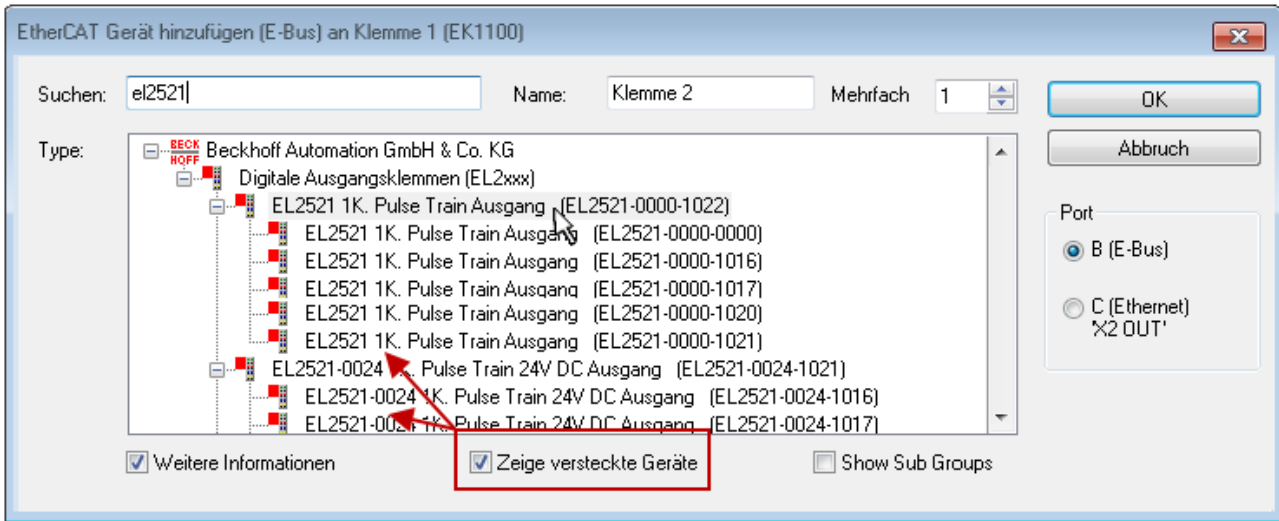 EtherCAT Gerät hinzufügen (E-Bus) an Klemme 1 (EK1100)
Suchen: el2521 Name: Klemme 2 Mehrfach 1 OK
Type: BECKHOFF Beckhoff Automation GmbH & Co. KG Abbruch
Digitale Ausgangsklemmen (EL2xxx)
EL2521 1K. Pulse Train Ausgang (EL2521-0000-1022) Port
EL2521 1K. Pulse Train Ausgang (EL2521-0000-0000) B (E-Bus)
EL2521 1K. Pulse Train Ausgang (EL2521-0000-1016)
EL2521 1K. Pulse Train Ausgang (EL2521-0000-1017)
EL2521 1K. Pulse Train Ausgang (EL2521-0000-1020) C (Ethernet)
'X2 OUT'
EL2521 1K. Pulse Train Ausgang (EL2521-0000-1021)
EL2521-0024 1K. Pulse Train 24V DC Ausgang (EL2521-0024-1021)
EL2521-0024 1K. Pulse Train 24V DC Ausgang (EL2521-0024-1016)
EL2521-0024 1K. Pulse Train 24V DC Ausgang (EL2521-0024-1017)
Weitere Informationen Zeige versteckte Geräte Show Sub Groups